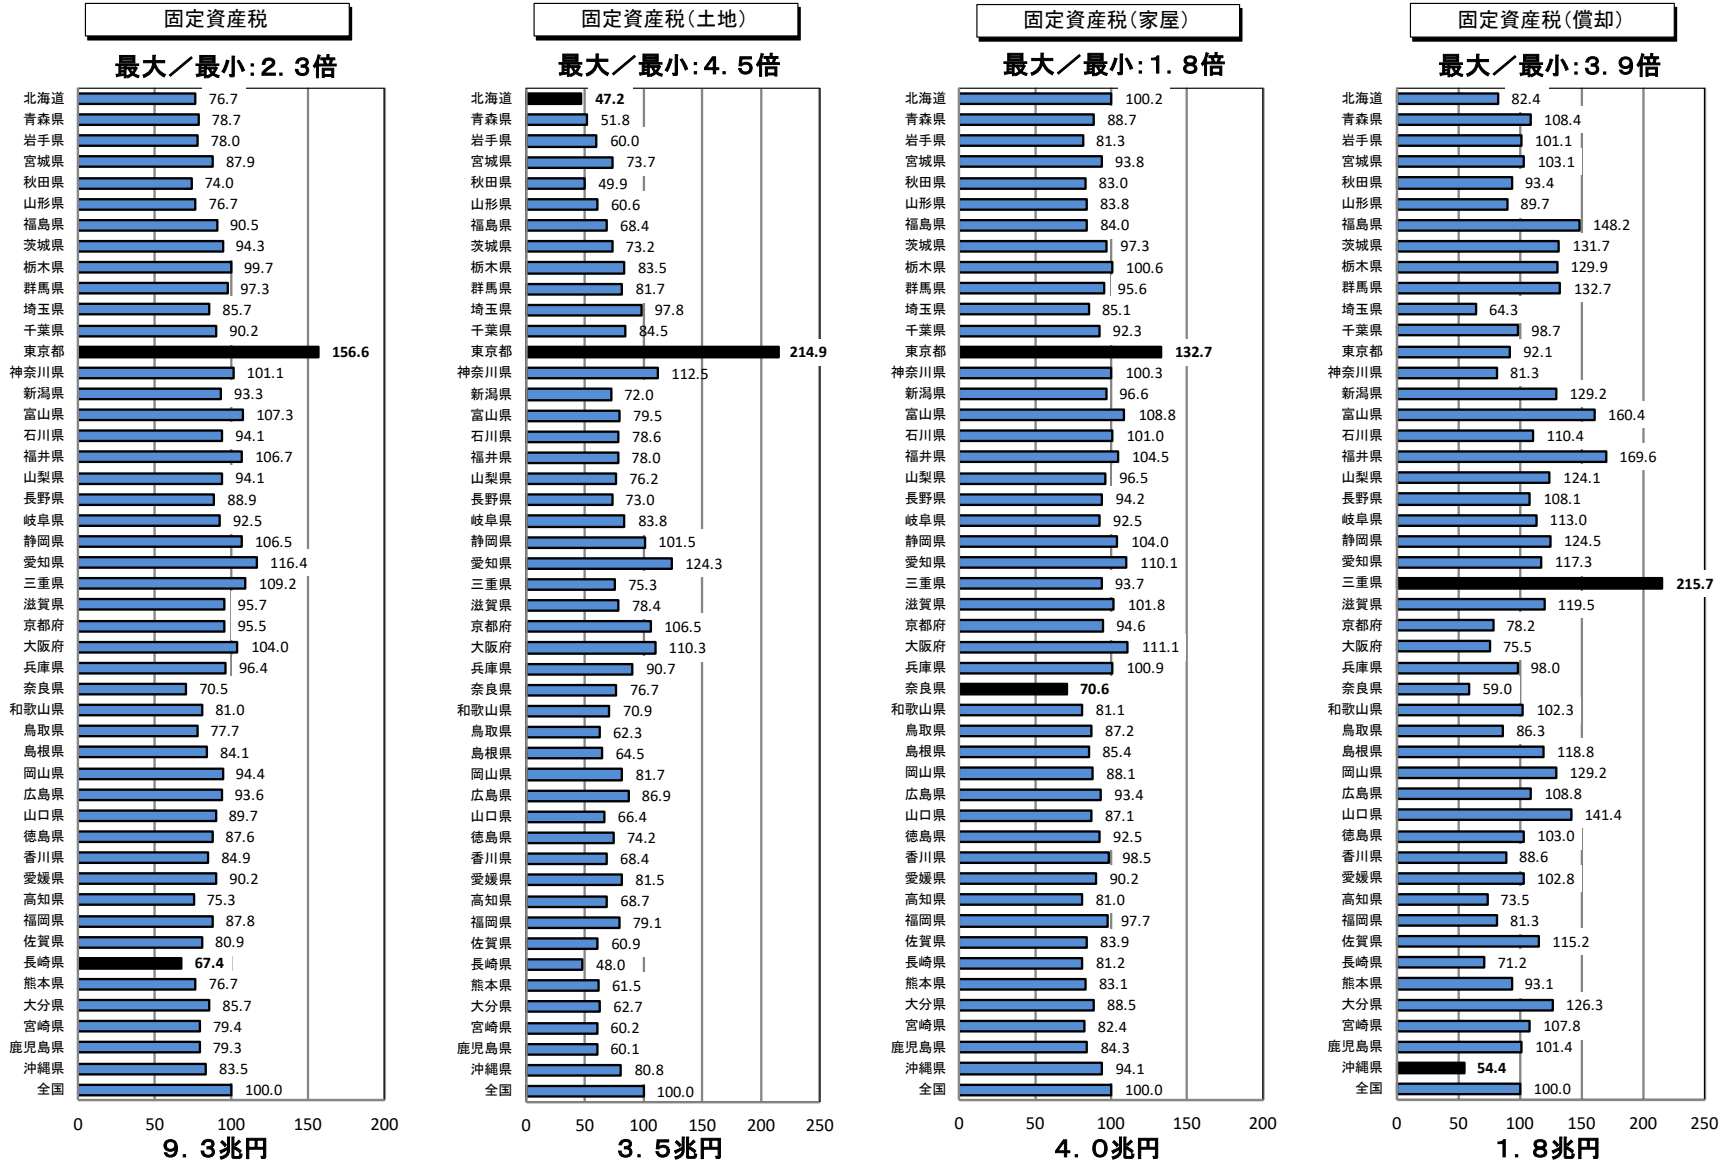 固定資産税
最大／最小：2.3倍
北海道 76.7
青森県 78.7
岩手県 78.0
宮城県 87.9
秋田県 74.0
山形県 76.7
福島県 90.5
茨城県 94.3
栃木県 99.7
群馬県 97.3
埼玉県 85.7
千葉県 90.2
東京都 156.6
神奈川県 101.1
新潟県 93.3
富山県 107.3
石川県 94.1
福井県 106.7
山梨県 94.1
長野県 88.9
岐阜県 92.5
静岡県 106.5
愛知県 116.4
三重県 109.2
滋賀県 95.7
京都府 95.5
大阪府 104.0
兵庫県 96.4
奈良県 70.5
和歌山県 81.0
鳥取県 77.7
島根県 84.1
岡山県 94.4
広島県 93.6
山口県 89.7
徳島県 87.6
香川県 84.9
愛媛県 90.2
高知県 75.3
福岡県 87.8
佐賀県 80.9
長崎県 67.4
熊本県 76.7
大分県 85.7
宮崎県 79.4
鹿児島県 79.3
沖縄県 83.5
全国 100.0
0 50 100 150 200
9.3兆円
固定資産税（土地）
最大／最小：4.5倍
北海道 47.2
青森県 51.8
岩手県 60.0
宮城県 73.7
秋田県 49.9
山形県 60.6
福島県 68.4
茨城県 73.2
栃木県 83.5
群馬県 81.7
埼玉県 97.8
千葉県 84.5
東京都 214.9
神奈川県 112.5
新潟県 72.0
富山県 79.5
石川県 78.6
福井県 78.0
山梨県 76.2
長野県 73.0
岐阜県 83.8
静岡県 101.5
愛知県 124.3
三重県 75.3
滋賀県 78.4
京都府 106.5
大阪府 110.3
兵庫県 90.7
奈良県 76.7
和歌山県 70.9
鳥取県 62.3
島根県 64.5
岡山県 81.7
広島県 86.9
山口県 66.4
徳島県 74.2
香川県 68.4
愛媛県 81.5
高知県 68.7
福岡県 79.1
佐賀県 60.9
長崎県 48.0
熊本県 61.5
大分県 62.7
宮崎県 60.2
鹿児島県 60.1
沖縄県 80.8
全国 100.0
0 50 100 150 200 250
3.5兆円
固定資産税（家屋）
最大／最小：1.8倍
北海道 100.2
青森県 88.7
岩手県 81.3
宮城県 93.8
秋田県 83.0
山形県 83.8
福島県 84.0
茨城県 97.3
栃木県 100.6
群馬県 95.6
埼玉県 85.1
千葉県 92.3
東京都 132.7
神奈川県 100.3
新潟県 96.6
富山県 108.8
石川県 101.0
福井県 104.5
山梨県 96.5
長野県 94.2
岐阜県 92.5
静岡県 104.0
愛知県 110.1
三重県 93.7
滋賀県 101.8
京都府 94.6
大阪府 111.1
兵庫県 100.9
奈良県 70.6
和歌山県 81.1
鳥取県 87.2
島根県 85.4
岡山県 88.1
広島県 93.4
山口県 87.1
徳島県 92.5
香川県 98.5
愛媛県 90.2
高知県 81.0
福岡県 97.7
佐賀県 83.9
長崎県 81.2
熊本県 83.1
大分県 88.5
宮崎県 82.4
鹿児島県 84.3
沖縄県 94.1
全国 100.0
0 50 100 150 200
4.0兆円
固定資産税（償却）
最大／最小：3.9倍
北海道 82.4
青森県 108.4
岩手県 101.1
宮城県 103.1
秋田県 93.4
山形県 89.7
福島県 148.2
茨城県 131.7
栃木県 129.9
群馬県 132.7
埼玉県 64.3
千葉県 98.7
東京都 92.1
神奈川県 81.3
新潟県 129.2
富山県 160.4
石川県 110.4
福井県 169.6
山梨県 124.1
長野県 108.1
岐阜県 113.0
静岡県 124.5
愛知県 117.3
三重県 215.7
滋賀県 119.5
京都府 78.2
大阪府 75.5
兵庫県 98.0
奈良県 59.0
和歌山県 102.3
鳥取県 86.3
島根県 118.8
岡山県 129.2
広島県 108.8
山口県 141.4
徳島県 103.0
香川県 88.6
愛媛県 102.8
高知県 73.5
福岡県 81.3
佐賀県 115.2
長崎県 71.2
熊本県 93.1
大分県 126.3
宮崎県 107.8
鹿児島県 101.4
沖縄県 54.4
全国 100.0
0 50 100 150 200 250
1.8兆円